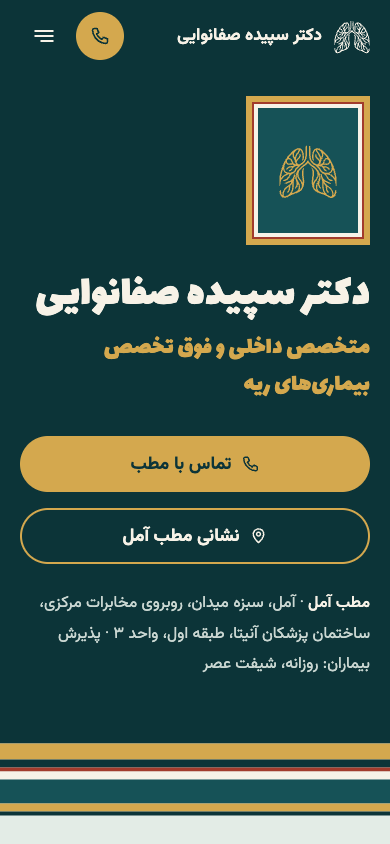 دکتر سپیده صفانوایی
دکتر سپیده صفانوایی
متخصص داخلی و فوق تخصص
بیماری‌های ریه
تماس با مطب
نشانی مطب آمل
مطب آمل · آمل، سبزه میدان، روبروی مخابرات مرکزی،
ساختمان پزشکان آنیتا، طبقه اول، واحد ۳ · پذیرش
بیماران: روزانه، شیفت عصر